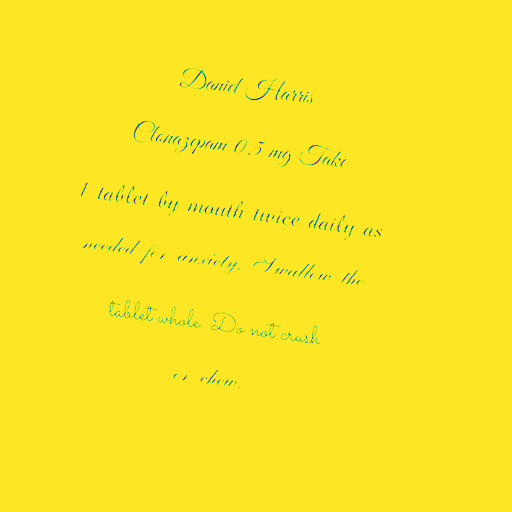 Daniel Harris
Clonazepam 0.5 mg Take
1 tablet by mouth twice daily as
needed for anxiety. Swallow the
tablet whole. Do not crush
or chew.